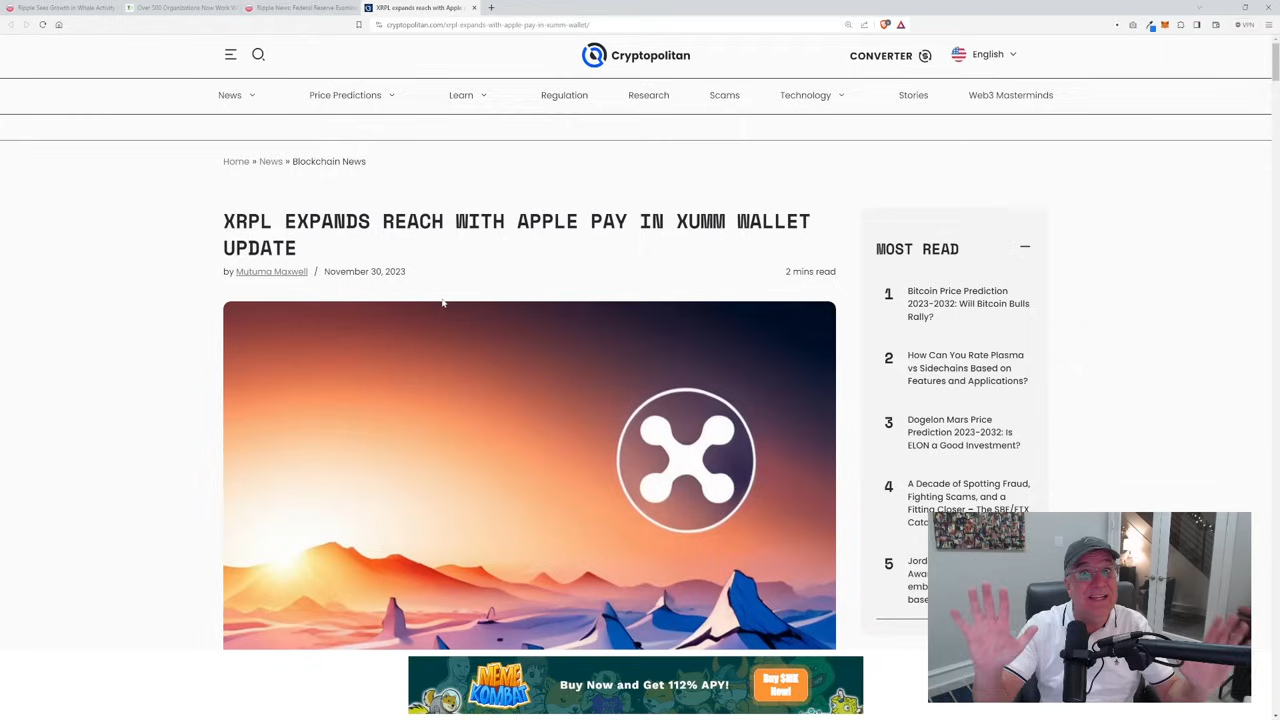 Ripple Sees Growth in Whale Activity
Over 500 Organizations Now Work W
Ripple News: Federal Reserve Examin
XRPL expands reach with Apple
cryptopolitan.com/xrpl-expands-with-apple-pay-in-xumm-wallet/
VPN
Cryptopolitan
CONVERTER
English
News
Price Predictions
Learn
Regulation
Research
Scams
Technology
Stories
Web3 Masterminds
Home » News » Blockchain News
XRPL EXPANDS REACH WITH APPLE PAY IN XUMM WALLET
UPDATE
by Mutuma Maxwell / November 30, 2023
2 mins read
MOST READ
1
Bitcoin Price Prediction
2023-2032: Will Bitcoin Bulls
Rally?
2
How Can You Rate Plasma
vs Sidechains Based on
Features and Applications?
3
Dogelon Mars Price
Prediction 2023-2032: Is
ELON a Good Investment?
4
A Decade of Spotting Fraud,
Fighting Scams, and a
Fitting Closer – The SBF/FTX
Cata
5
Jord
Awa
emb
base
MEME
KOMBAT
Buy Now and Get 112% APY!
Buy $MK
Now!